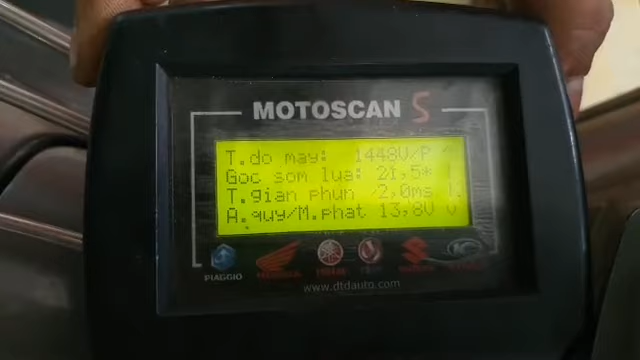 MOTOSCAN S
T.do may: 1448V/P
Goc som lua: 21,5*
T.gian phun 2,0ms
A.quy/M.phat 13,8V
PIAGGIO
www.dtdauto.com